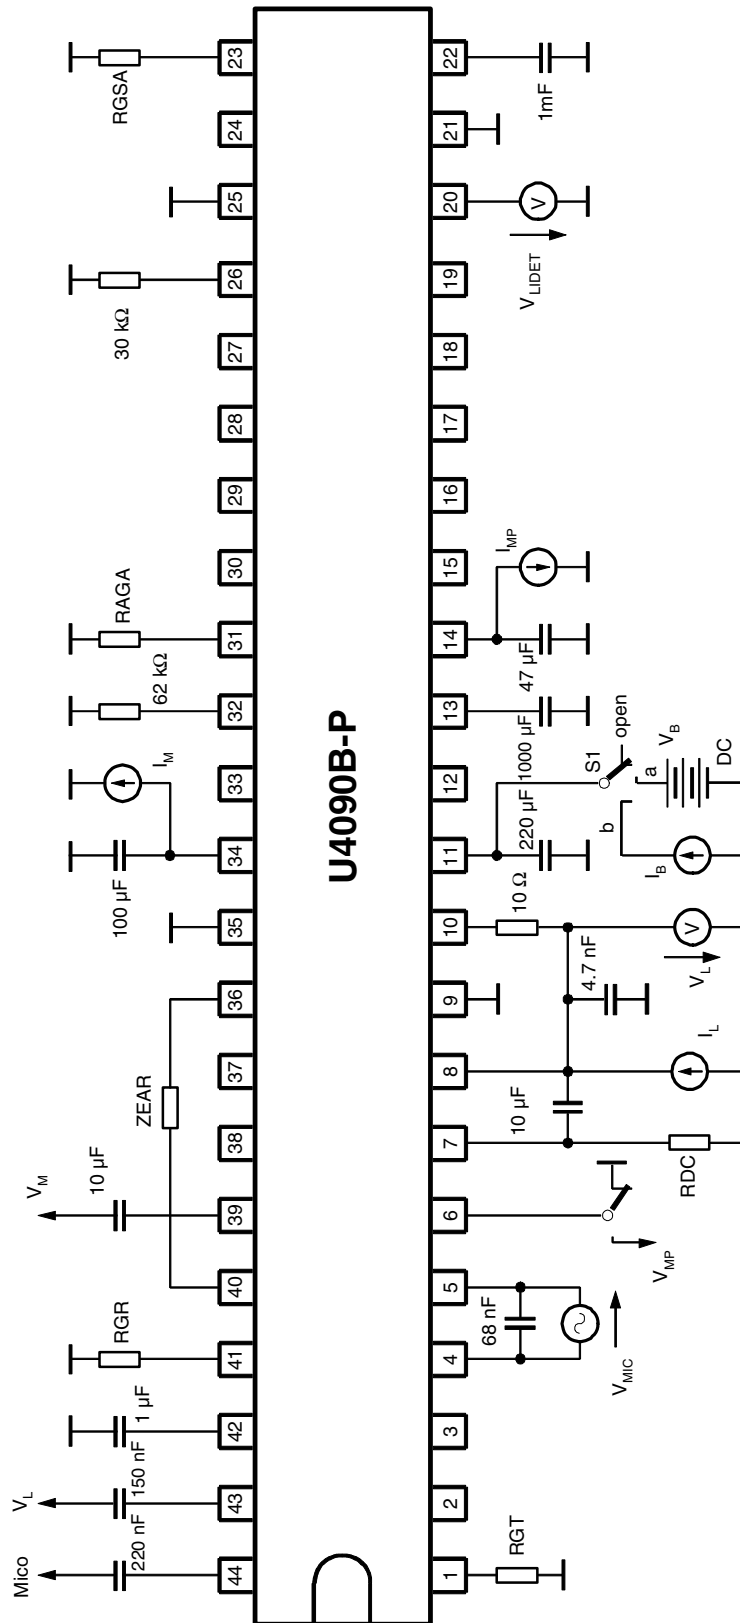 Mico
220 nF
V_L
150 nF
1 µF
RGR
V_M
10 µF
ZEAR
100 µF
I_M
62 kΩ
RAGA
30 kΩ
RGSA
44
43
42
41
40
39
38
37
36
35
34
33
32
31
30
29
28
27
26
25
24
23
U4090B-P
1
2
3
4
5
6
7
8
9
10
11
12
13
14
15
16
17
18
19
20
21
22
RGT
68 nF
V_MIC
V_MP
10 µF
RDC
I_L
4.7 nF
10 Ω
V
V_L
220 µF
I_B
b
a
S1
open
V_B
DC
1000 µF
47 µF
I_MP
V
V_LIDET
1mF